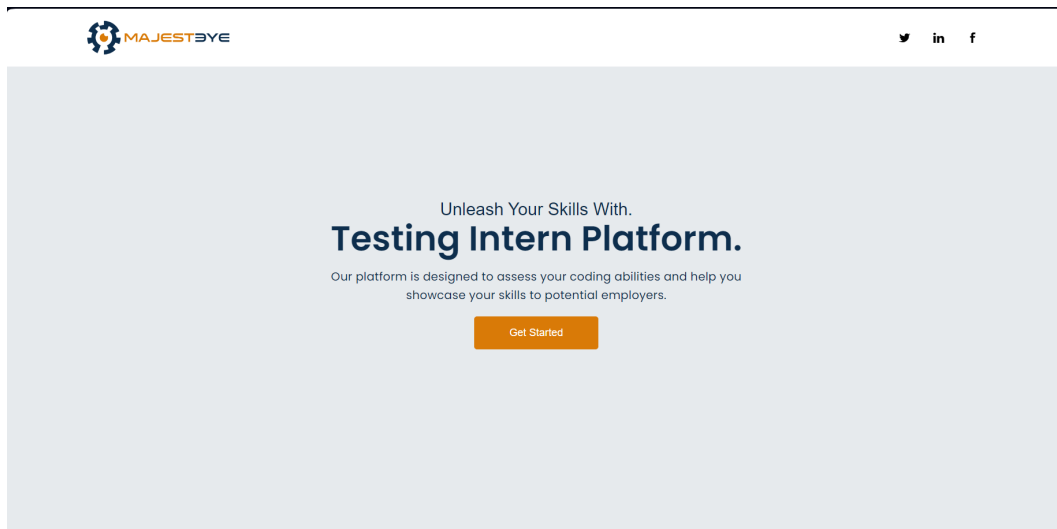 MAJESTEYE
Unleash Your Skills With.
Testing Intern Platform.
Our platform is designed to assess your coding abilities and help you
showcase your skills to potential employers.
Get Started